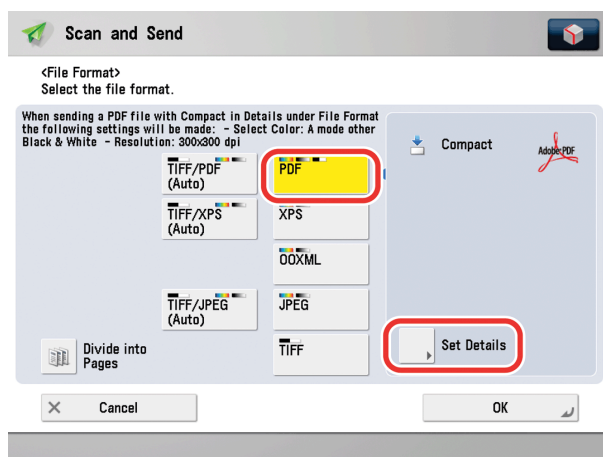 Scan and Send
<File Format>
Select the file format.
When sending a PDF file with Compact in Details under File Format
the following settings will be made: - Select Color: A mode other
Black & White - Resolution: 300x300 dpi
TIFF/PDF
(Auto)
PDF
TIFF/XPS
(Auto)
XPS
OOXML
TIFF/JPEG
(Auto)
JPEG
TIFF
Divide into
Pages
Compact
Adobe PDF
Set Details
Cancel
OK